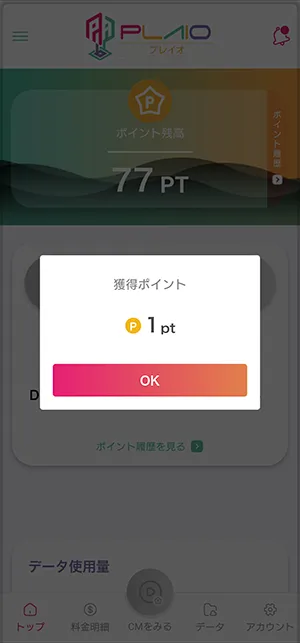 PLAIO
プレイオ
ポイント残高
77 PT
ポイント履歴
獲得ポイント
P 1 pt
OK
D
ポイント履歴を見る
データ使用量
トップ
料金明細
CMをみる
データ
アカウント